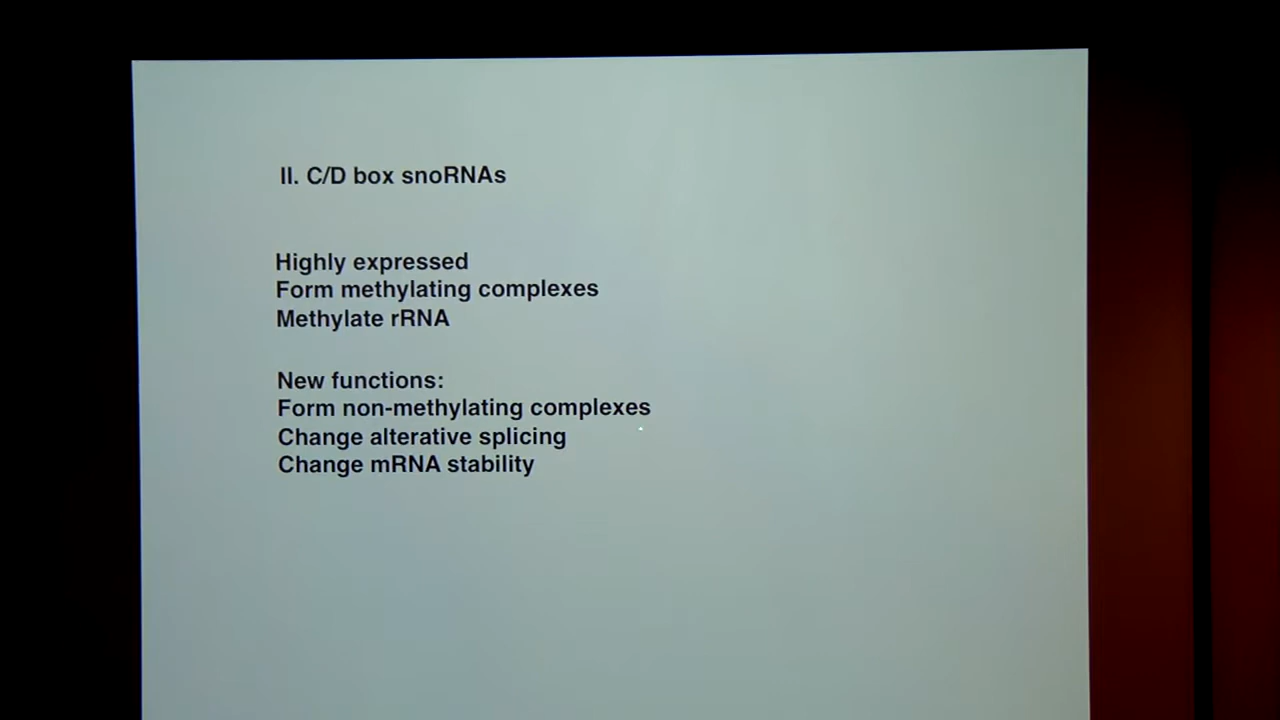 II. C/D box snoRNAs
Highly expressed
Form methylating complexes
Methylate rRNA
New functions:
Form non-methylating complexes
Change alterative splicing
Change mRNA stability